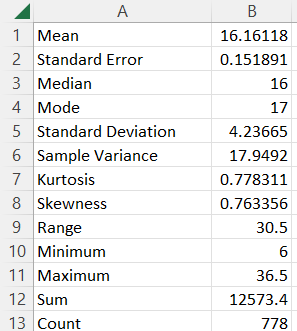 A B
1 Mean 16.16118
2 Standard Error 0.151891
3 Median 16
4 Mode 17
5 Standard Deviation 4.23665
6 Sample Variance 17.9492
7 Kurtosis 0.778311
8 Skewness 0.763356
9 Range 30.5
10 Minimum 6
11 Maximum 36.5
12 Sum 12573.4
13 Count 778